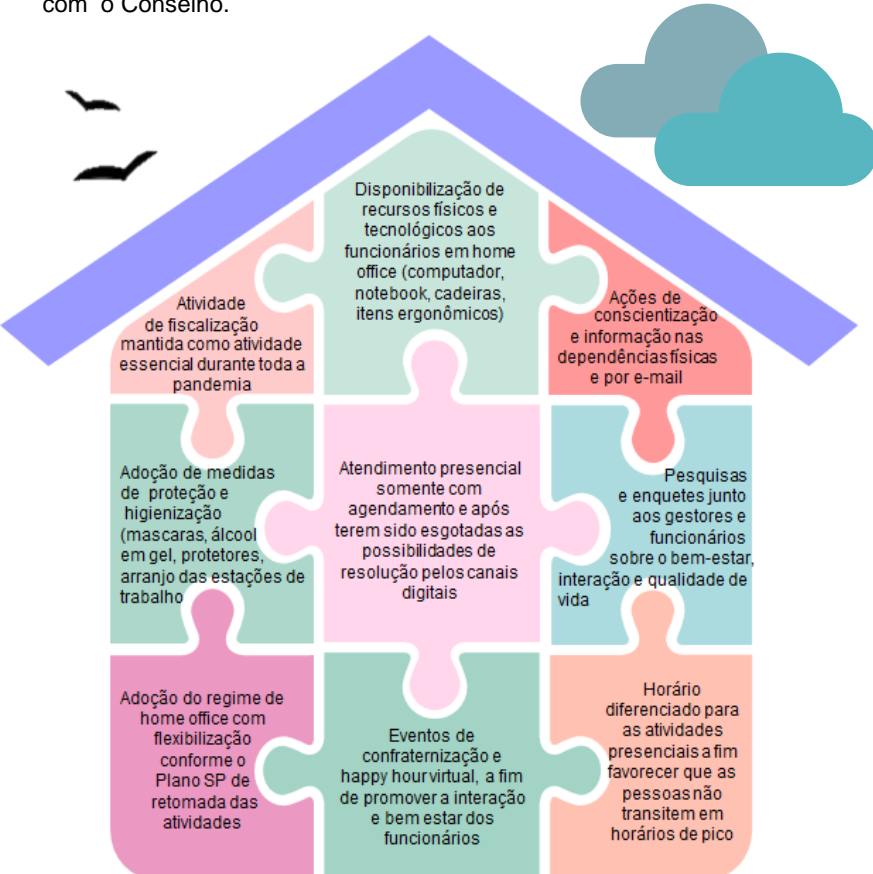 com o Conselho.
Disponibilização de
recursos físicos e
tecnológicos aos
funcionários em home
office (computador,
notebook, cadeiras,
itens ergonômicos)
Atividade
de fiscalização
mantida como atividade
essencial durante toda a
pandemia
Ações de
conscientização
e informação nas
dependências físicas
e por e-mail
Adoção de medidas
de proteção e
higienização
(mascaras, álcool
em gel, protetores,
arranjo das estações de
trabalho
Atendimento presencial
somente com
agendamento e após
terem sido esgotadas as
possibilidades de
resolução pelos canais
digitais
Pesquisas
e enquetes junto
aos gestores e
funcionários
sobre o bem-estar,
interação e qualidade de
vida
Adoção do regime de
home office com
flexibilização
conforme o
Plano SP de
retomada das
atividades
Eventos de
confraternização e
happy hour virtual, a fim
de promover a interação
e bem estar dos
funcionários
Horário
diferenciado para
as atividades
presenciais a fim
favorecer que as
pessoas não
transitem em
horários de pico